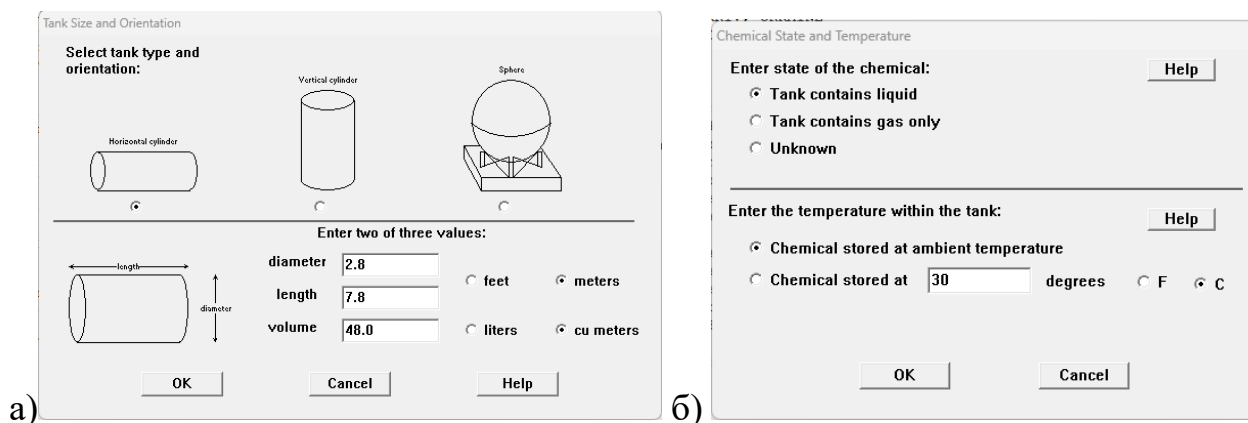 Tank Size and Orientation
Select tank type and
orientation:
Horizontal cylinder
Vertical cylinder
Sphere
Enter two of three values:
length
diameter
diameter 2.8
feet meters
length 7.8
volume 48.0 liters cu meters
OK Cancel Help
а)
Chemical State and Temperature
Enter state of the chemical:
Help
Tank contains liquid
Tank contains gas only
Unknown
Enter the temperature within the tank:
Help
Chemical stored at ambient temperature
Chemical stored at 30 degrees F C
OK Cancel
б)